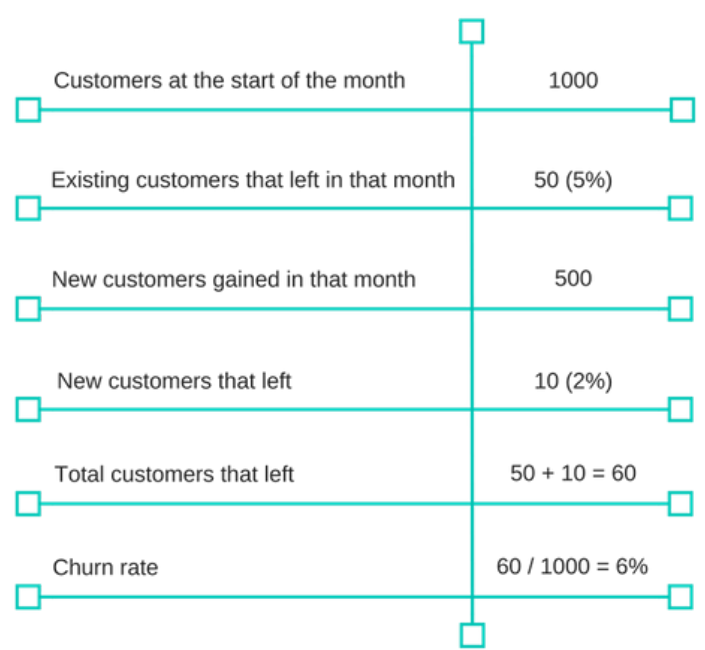 Customers at the start of the month 1000
Existing customers that left in that month 50 (5%)
New customers gained in that month 500
New customers that left 10 (2%)
Total customers that left 50 + 10 = 60
Churn rate 60 / 1000 = 6%